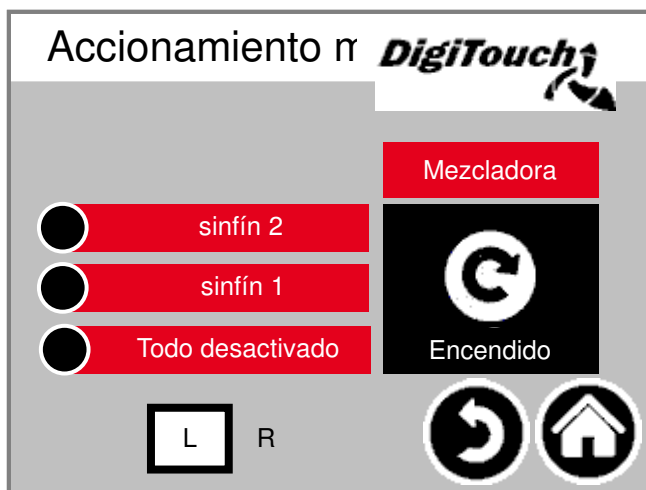 Accionamiento m
DigiTouch
Mezcladora
sinfín 2
sinfín 1
Todo desactivado
Encendido
L
R